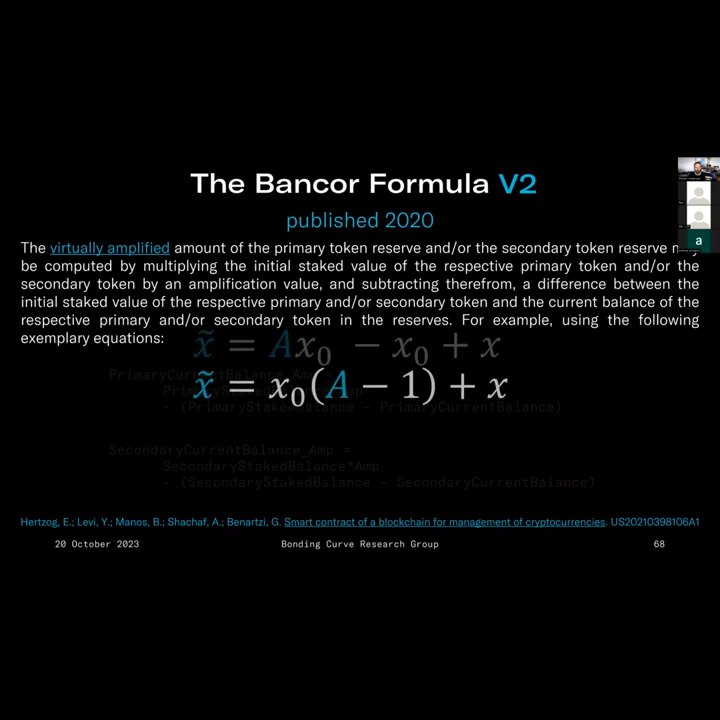 The Bancor Formula V2
published 2020
The virtually amplified amount of the primary token reserve and/or the secondary token reserve
be computed by multiplying the initial staked value of the respective primary token and/or the
secondary token by an amplification value, and subtracting therefrom, a difference between the
initial staked value of the respective primary and/or secondary token and the current balance of the
respective primary and/or secondary token in the reserves. For example, using the following
exemplary equations:
x̃ = Ax₀ − x₀ + x
x̃ = x₀(A − 1) + x
- (PrimaryStakedBalance - PrimaryCurrentBalance)
SecondaryCurrentBalance_Amp =
SecondaryStakedBalance*Amp
- (SecondaryStakedBalance - SecondaryCurrentBalance)
Hertzog, E.; Levi, Y.; Manos, B.; Shachaf, A.; Benartzi, G. Smart contract of a blockchain for management of cryptocurrencies. US20210398106A1
20 October 2023 Bonding Curve Research Group 68
a